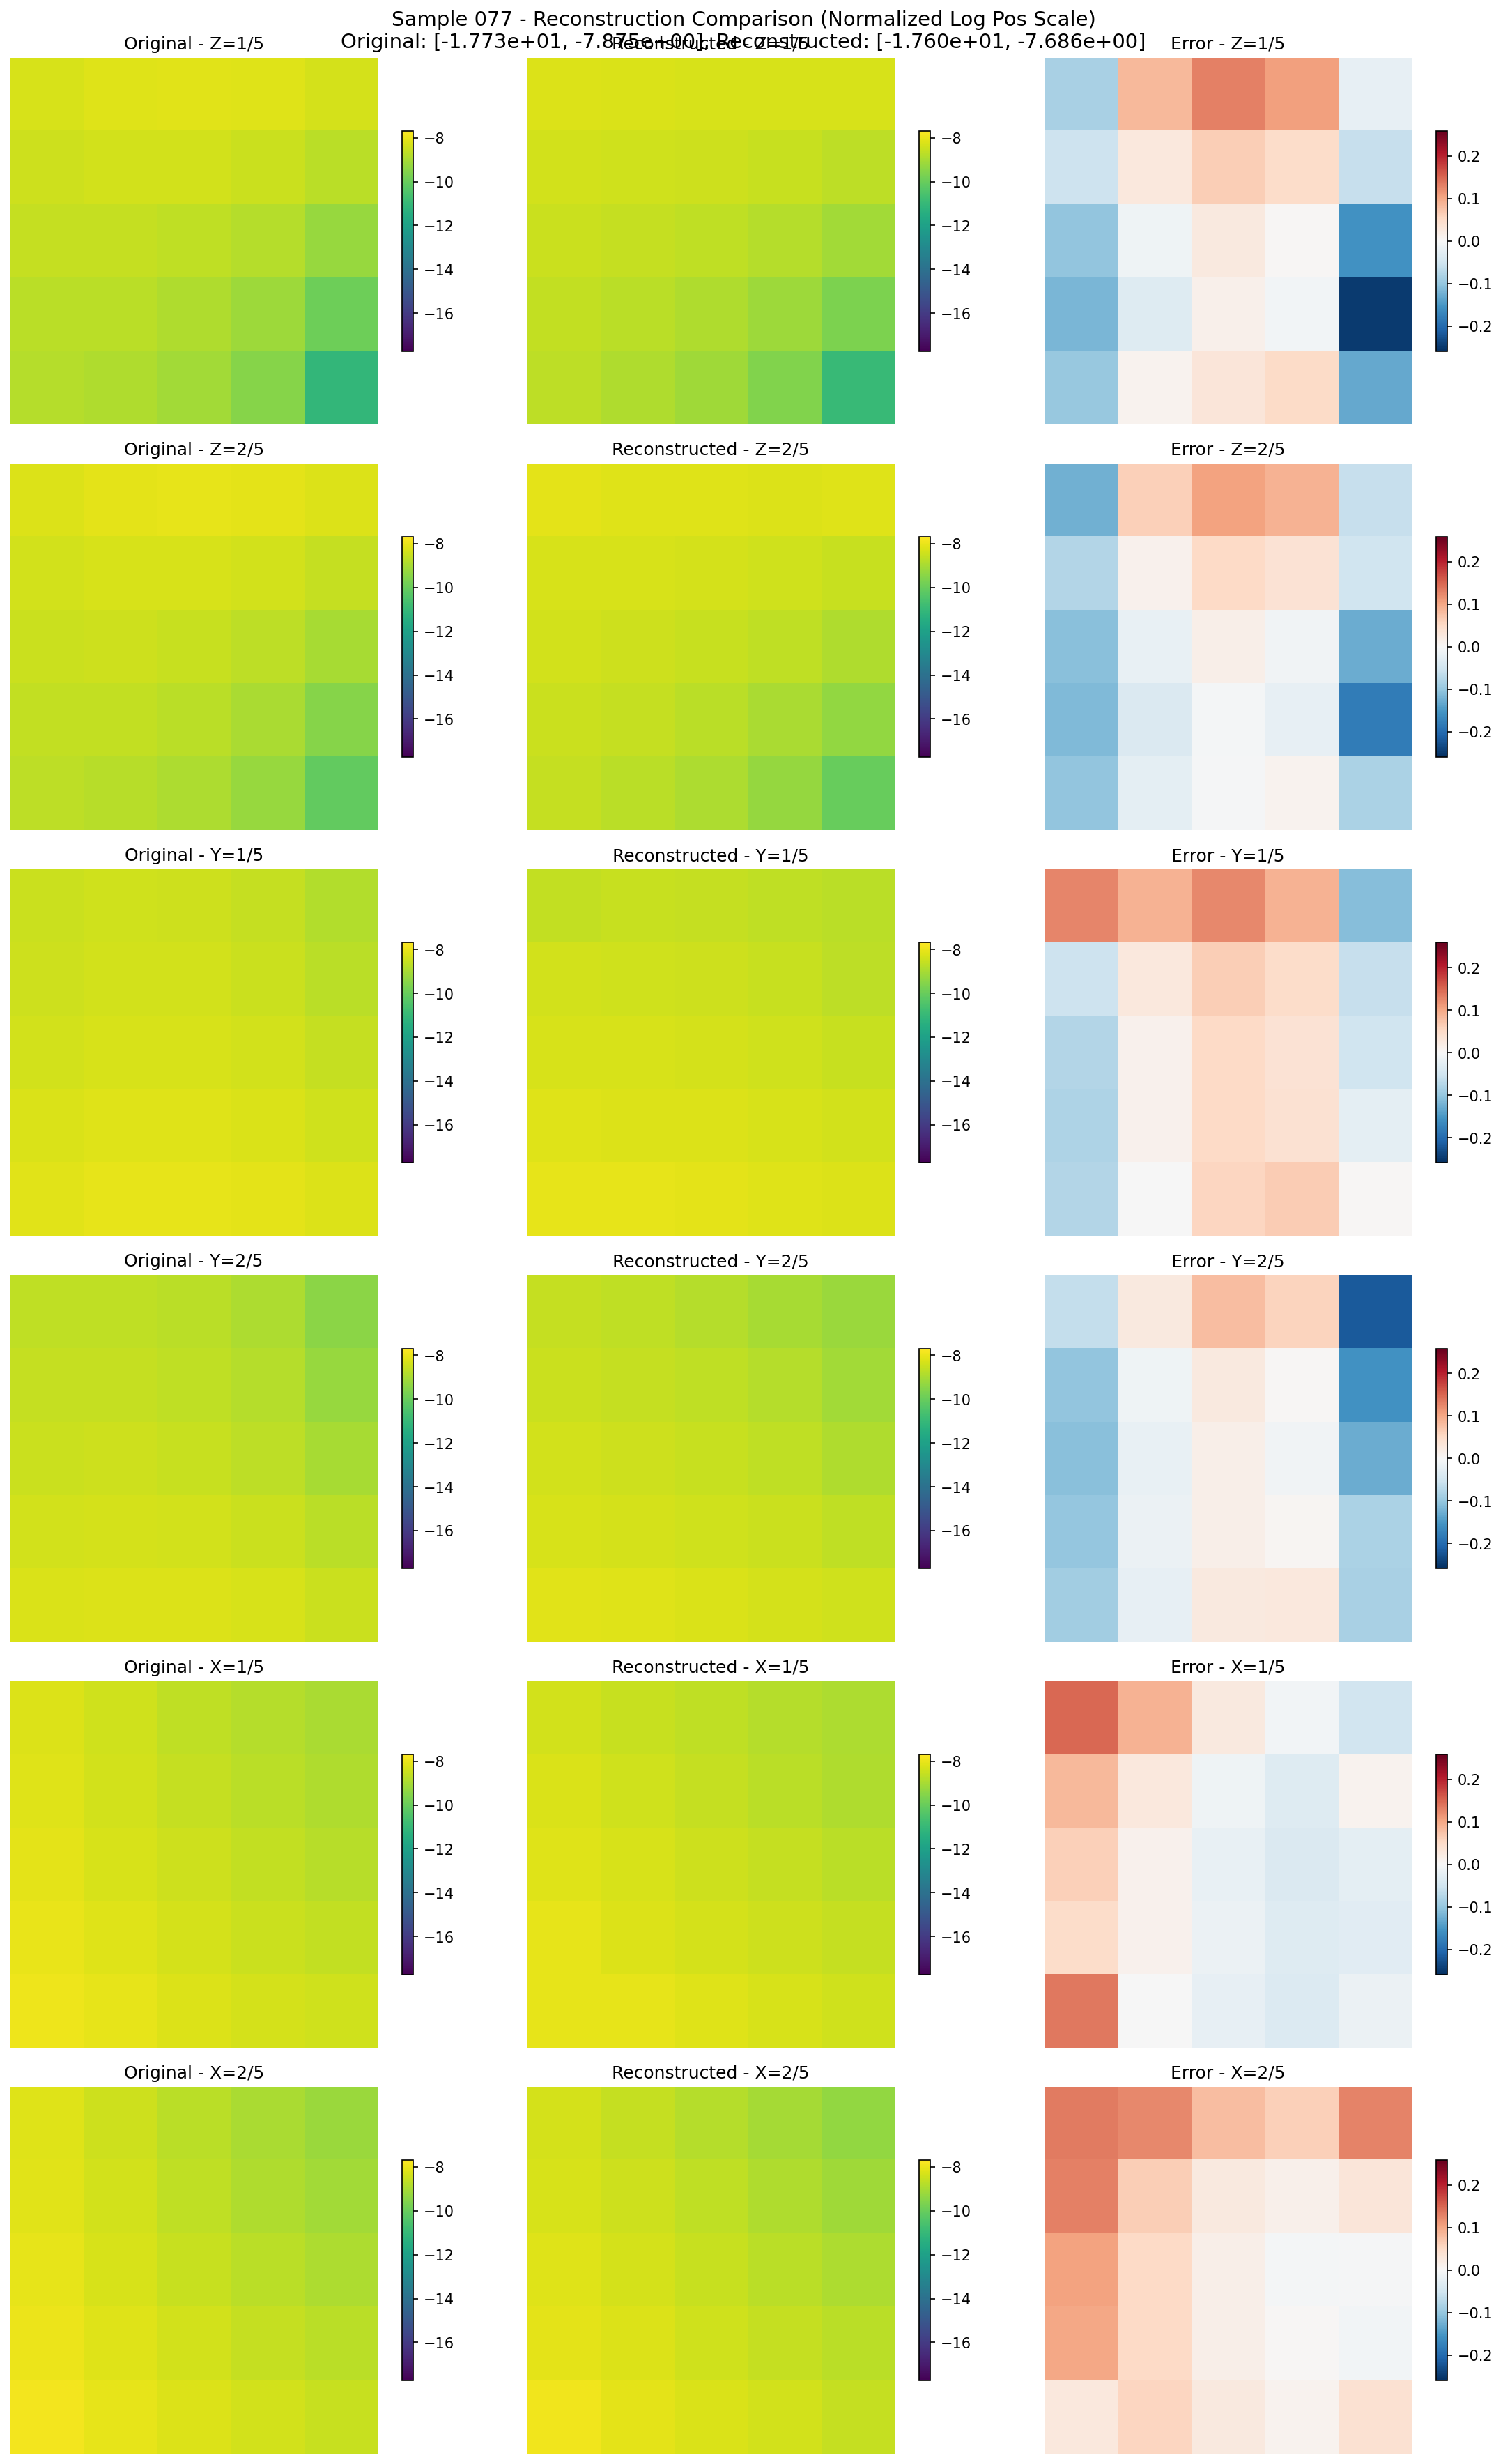 Sample 077 - Reconstruction Comparison (Normalized Log Pos Scale)
Original: [-1.773e+01, -7.875e+00], Reconstructed: [-1.760e+01, -7.686e+00]
Original - Z=1/5 Reconstructed - Z=1/5 Error - Z=1/5
−8 −8 0.2
−10 −10 0.1
−12 −12 0.0
−14 −14 −0.1
−16 −16 −0.2
Original - Z=2/5 Reconstructed - Z=2/5 Error - Z=2/5
−8 −8 0.2
−10 −10 0.1
−12 −12 0.0
−14 −14 −0.1
−16 −16 −0.2
Original - Y=1/5 Reconstructed - Y=1/5 Error - Y=1/5
−8 −8 0.2
−10 −10 0.1
−12 −12 0.0
−14 −14 −0.1
−16 −16 −0.2
Original - Y=2/5 Reconstructed - Y=2/5 Error - Y=2/5
−8 −8 0.2
−10 −10 0.1
−12 −12 0.0
−14 −14 −0.1
−16 −16 −0.2
Original - X=1/5 Reconstructed - X=1/5 Error - X=1/5
−8 −8 0.2
−10 −10 0.1
−12 −12 0.0
−14 −14 −0.1
−16 −16 −0.2
Original - X=2/5 Reconstructed - X=2/5 Error - X=2/5
−8 −8 0.2
−10 −10 0.1
−12 −12 0.0
−14 −14 −0.1
−16 −16 −0.2